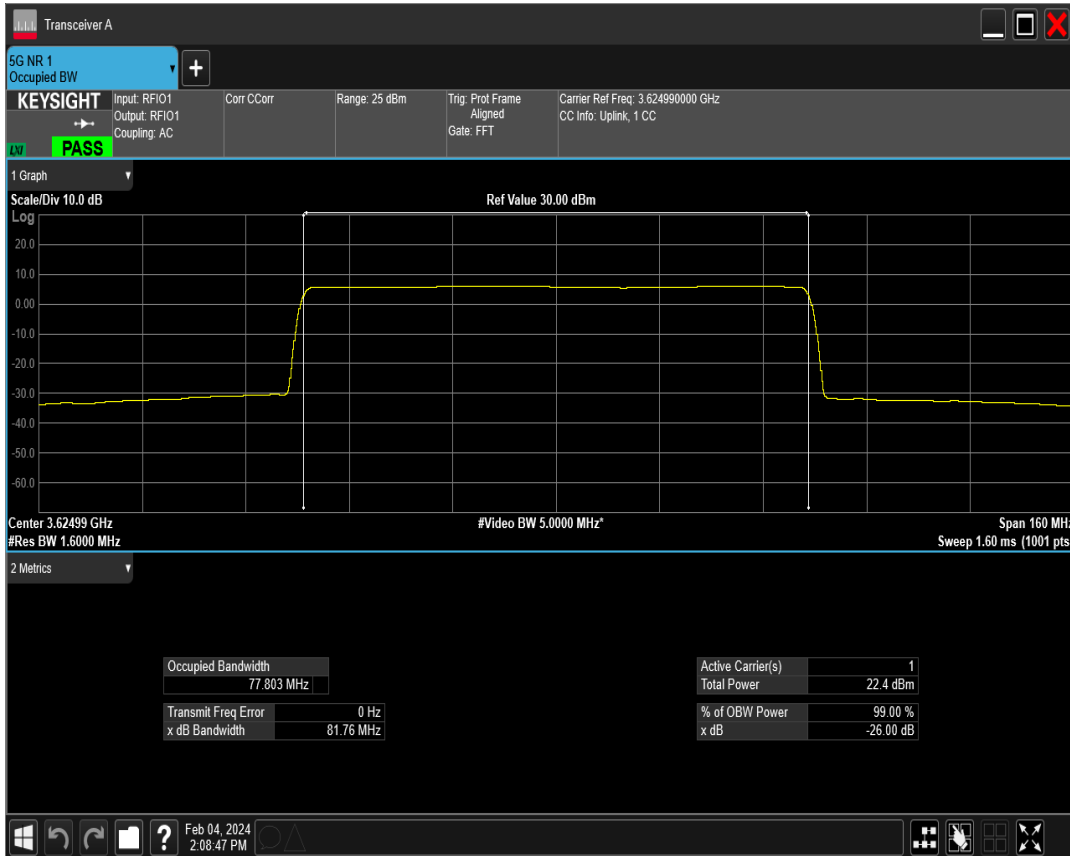 Transceiver A
5G NR 1
Occupied BW
+
KEYSIGHT
LXI
PASS
Input: RFIO1
Output: RFIO1
Coupling: AC
Corr CCorr
Range: 25 dBm
Trig: Prot Frame
Aligned
Gate: FFT
Carrier Ref Freq: 3.624990000 GHz
CC Info: Uplink, 1 CC
1 Graph
Scale/Div 10.0 dB
Ref Value 30.00 dBm
Log
20.0
10.0
0.00
-10.0
-20.0
-30.0
-40.0
-50.0
-60.0
Center 3.62499 GHz
#Video BW 5.0000 MHz*
Span 160 MHz
#Res BW 1.6000 MHz
Sweep 1.60 ms (1001 pts
2 Metrics
Occupied Bandwidth
77.803 MHz
Transmit Freq Error 0 Hz
x dB Bandwidth 81.76 MHz
Active Carrier(s) 1
Total Power 22.4 dBm
% of OBW Power 99.00 %
x dB -26.00 dB
?
Feb 04, 2024
2:08:47 PM